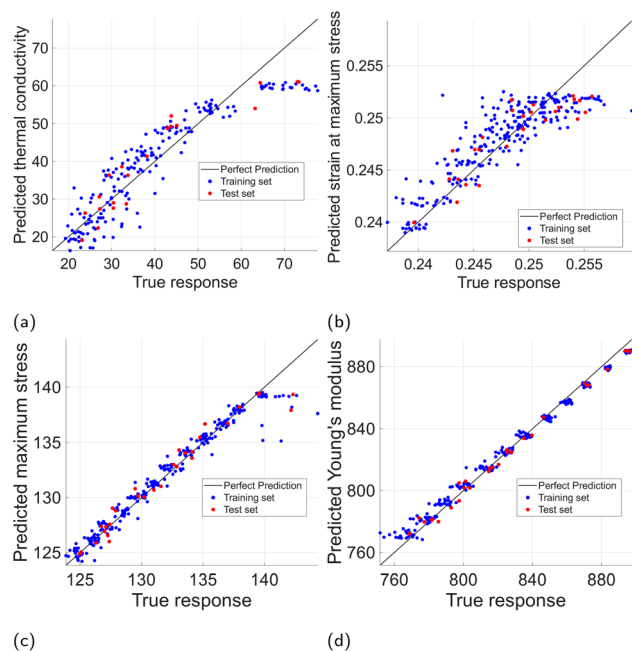 70
60
50
40
30
20
Predicted thermal conductivity
Perfect Prediction
Training set
Test set
20 30 40 50 60 70
True response
(a)
0.255
0.25
0.245
0.24
Predicted strain at maximum stress
Perfect Prediction
Training set
Test set
0.24 0.245 0.25 0.255
True response
(b)
140
135
130
125
Predicted maximum stress
Perfect Prediction
Training set
Test set
125 130 135 140
True response
(c)
880
840
800
760
Predicted Young's modulus
Perfect Prediction
Training set
Test set
760 800 840 880
True response
(d)